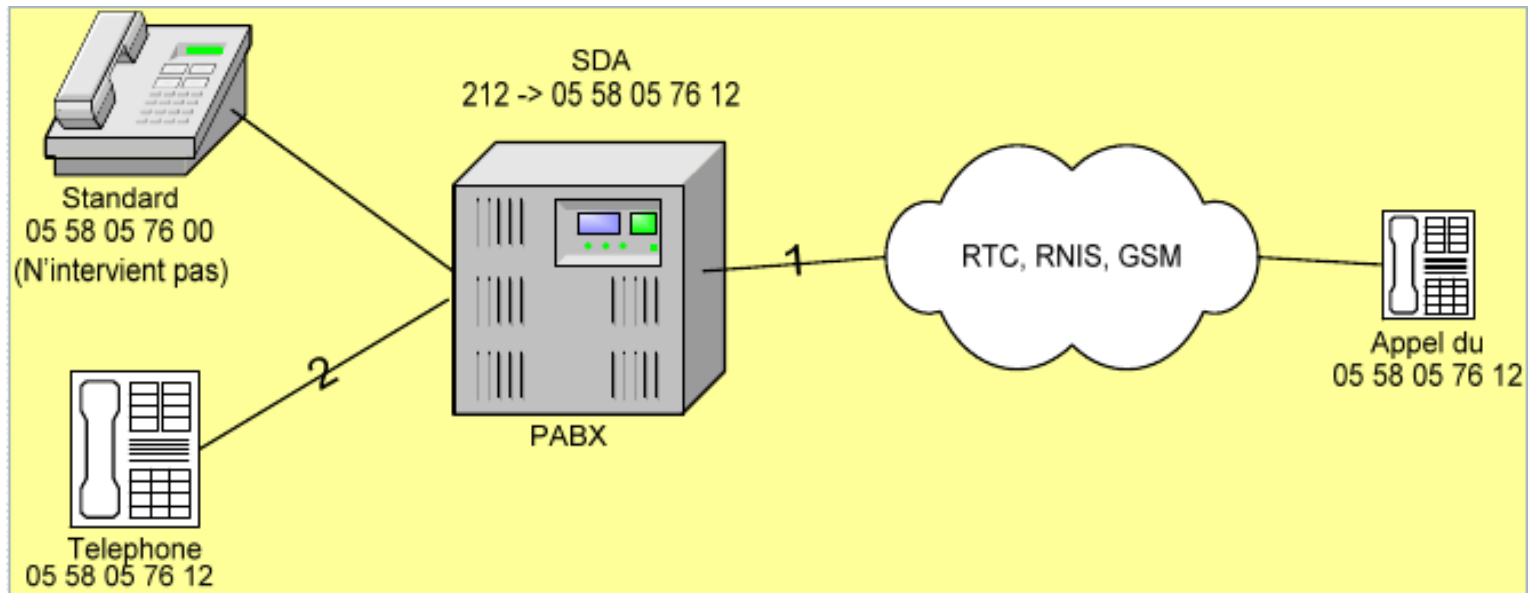 SDA
212 -> 05 58 05 76 12
Standard
05 58 05 76 00
(N'intervient pas)
1
RTC, RNIS, GSM
Appel du
05 58 05 76 12
2
PABX
Telephone
05 58 05 76 12